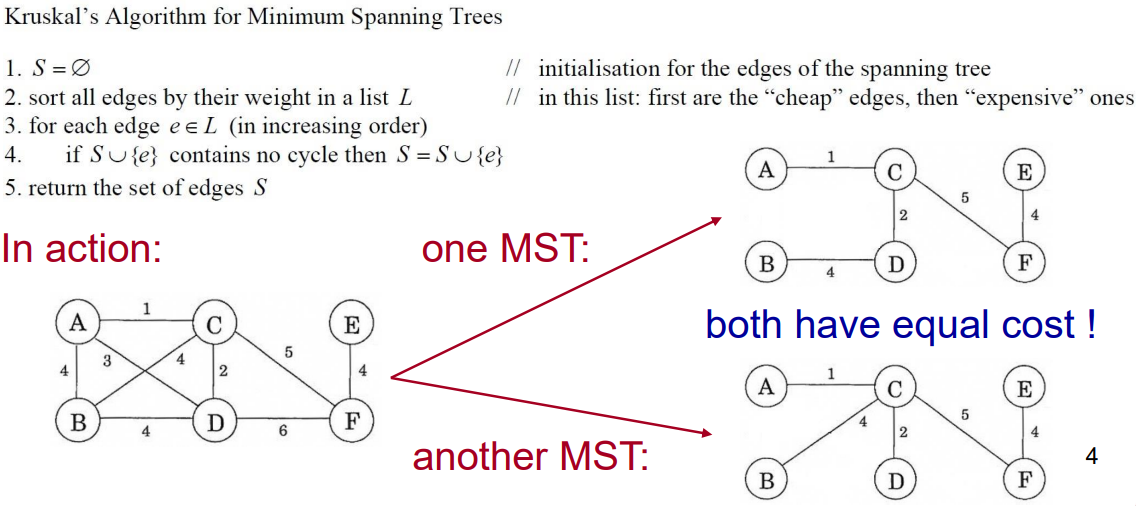 Kruskal's Algorithm for Minimum Spanning Trees
1. S = ∅ // initialisation for the edges of the spanning tree
2. sort all edges by their weight in a list L // in this list: first are the “cheap” edges, then “expensive” ones
3. for each edge e ∈ L (in increasing order)
4. if S ∪ {e} contains no cycle then S = S ∪ {e}
5. return the set of edges S
In action:
one MST:
A 1 C E
5
2 4
B 4 D F
both have equal cost !
A 1 C E
4 3 4 2 5 4
B 4 D 6 F
another MST:
A 1 C E
4 2 5 4
B D F
4